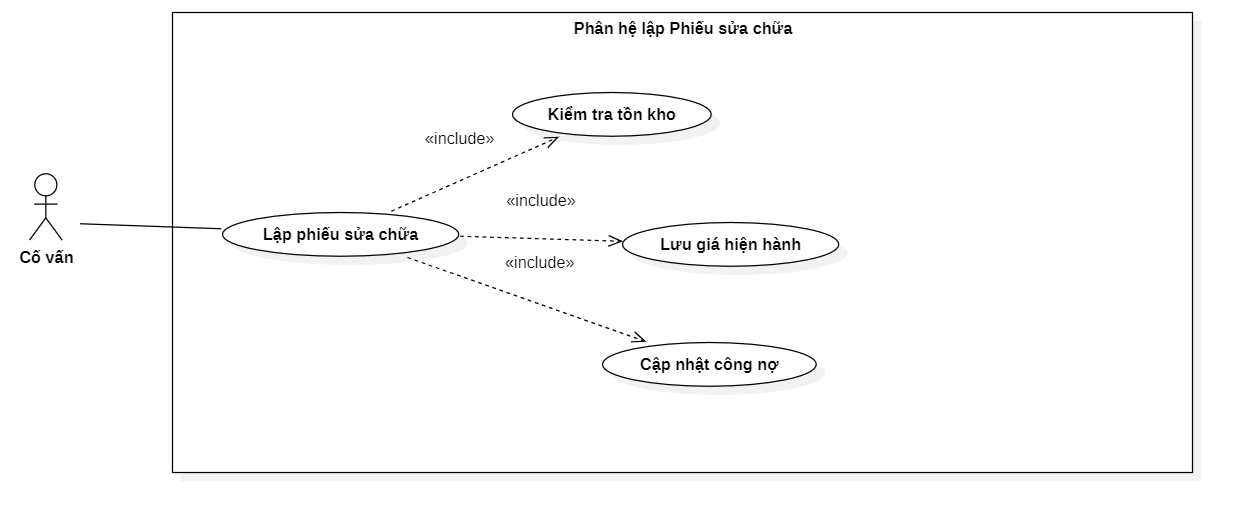 Phân hệ lập Phiếu sửa chữa
Kiểm tra tồn kho
«include»
«include»
Lập phiếu sửa chữa
Lưu giá hiện hành
Cố vấn
«include»
Cập nhật công nợ